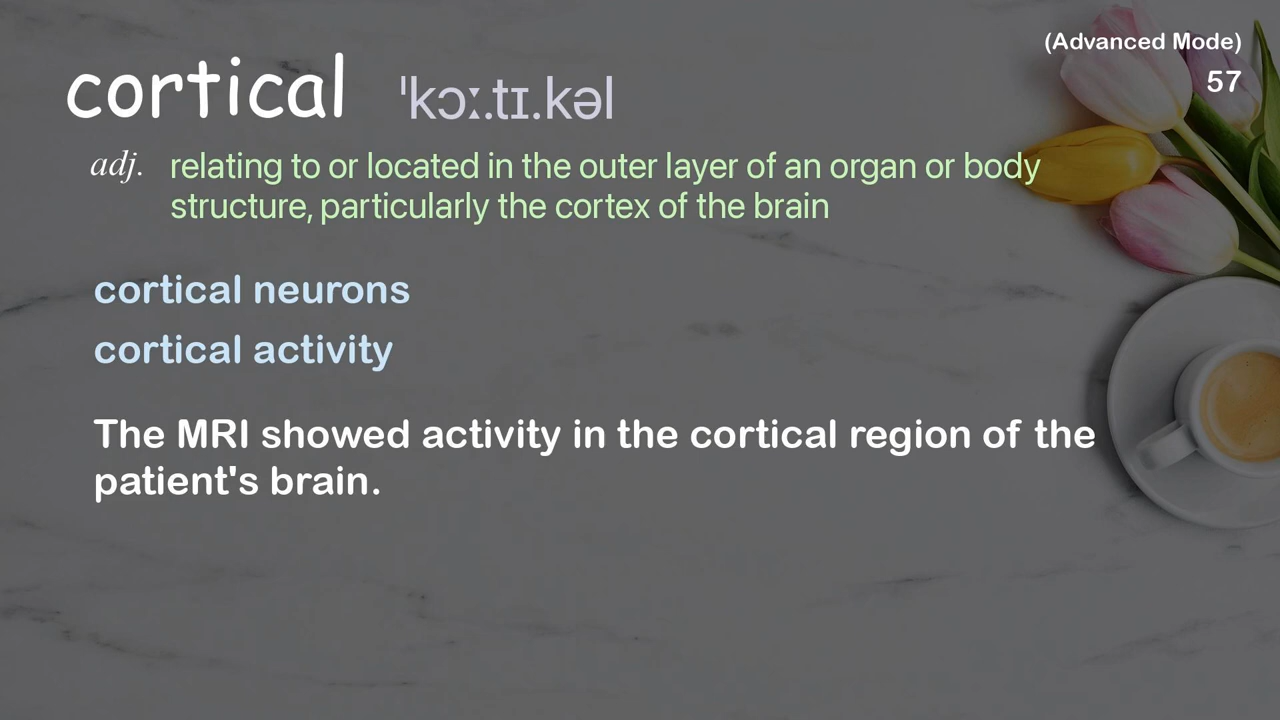 (Advanced Mode)
57
cortical ˈkɔː.tɪ.kəl
adj. relating to or located in the outer layer of an organ or body
structure, particularly the cortex of the brain
cortical neurons
cortical activity
The MRI showed activity in the cortical region of the
patient's brain.